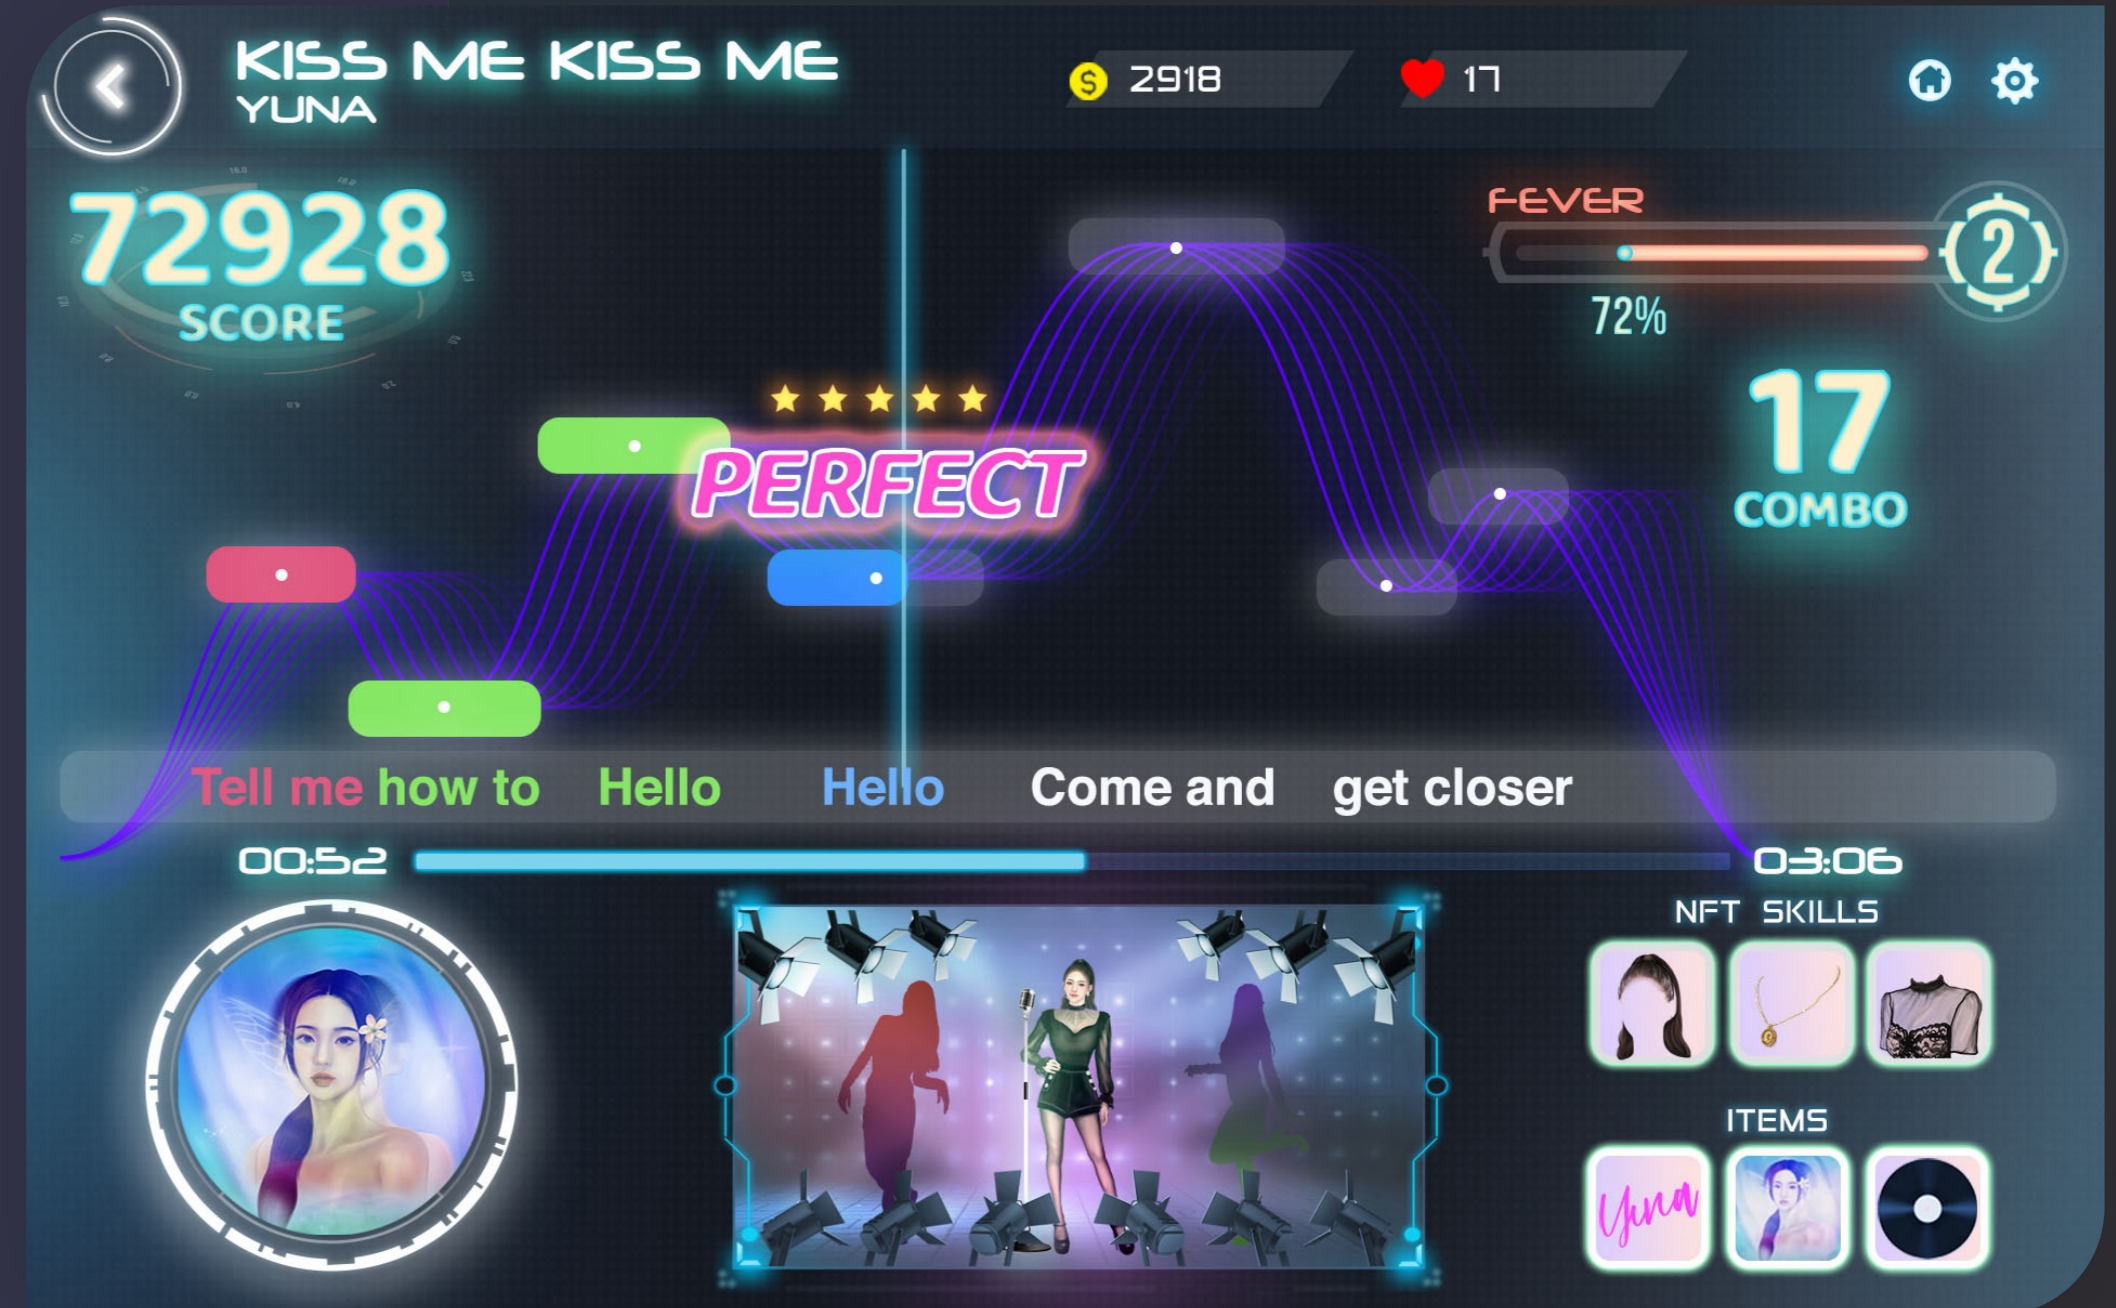 KISS ME KISS ME
YUNA
2918
17
72928
SCORE
FEVER
2
72%
17
COMBO
PERFECT
Tell me how to Hello Hello Come and get closer
00:52
03:06
NFT SKILLS
ITEMS
Yuna